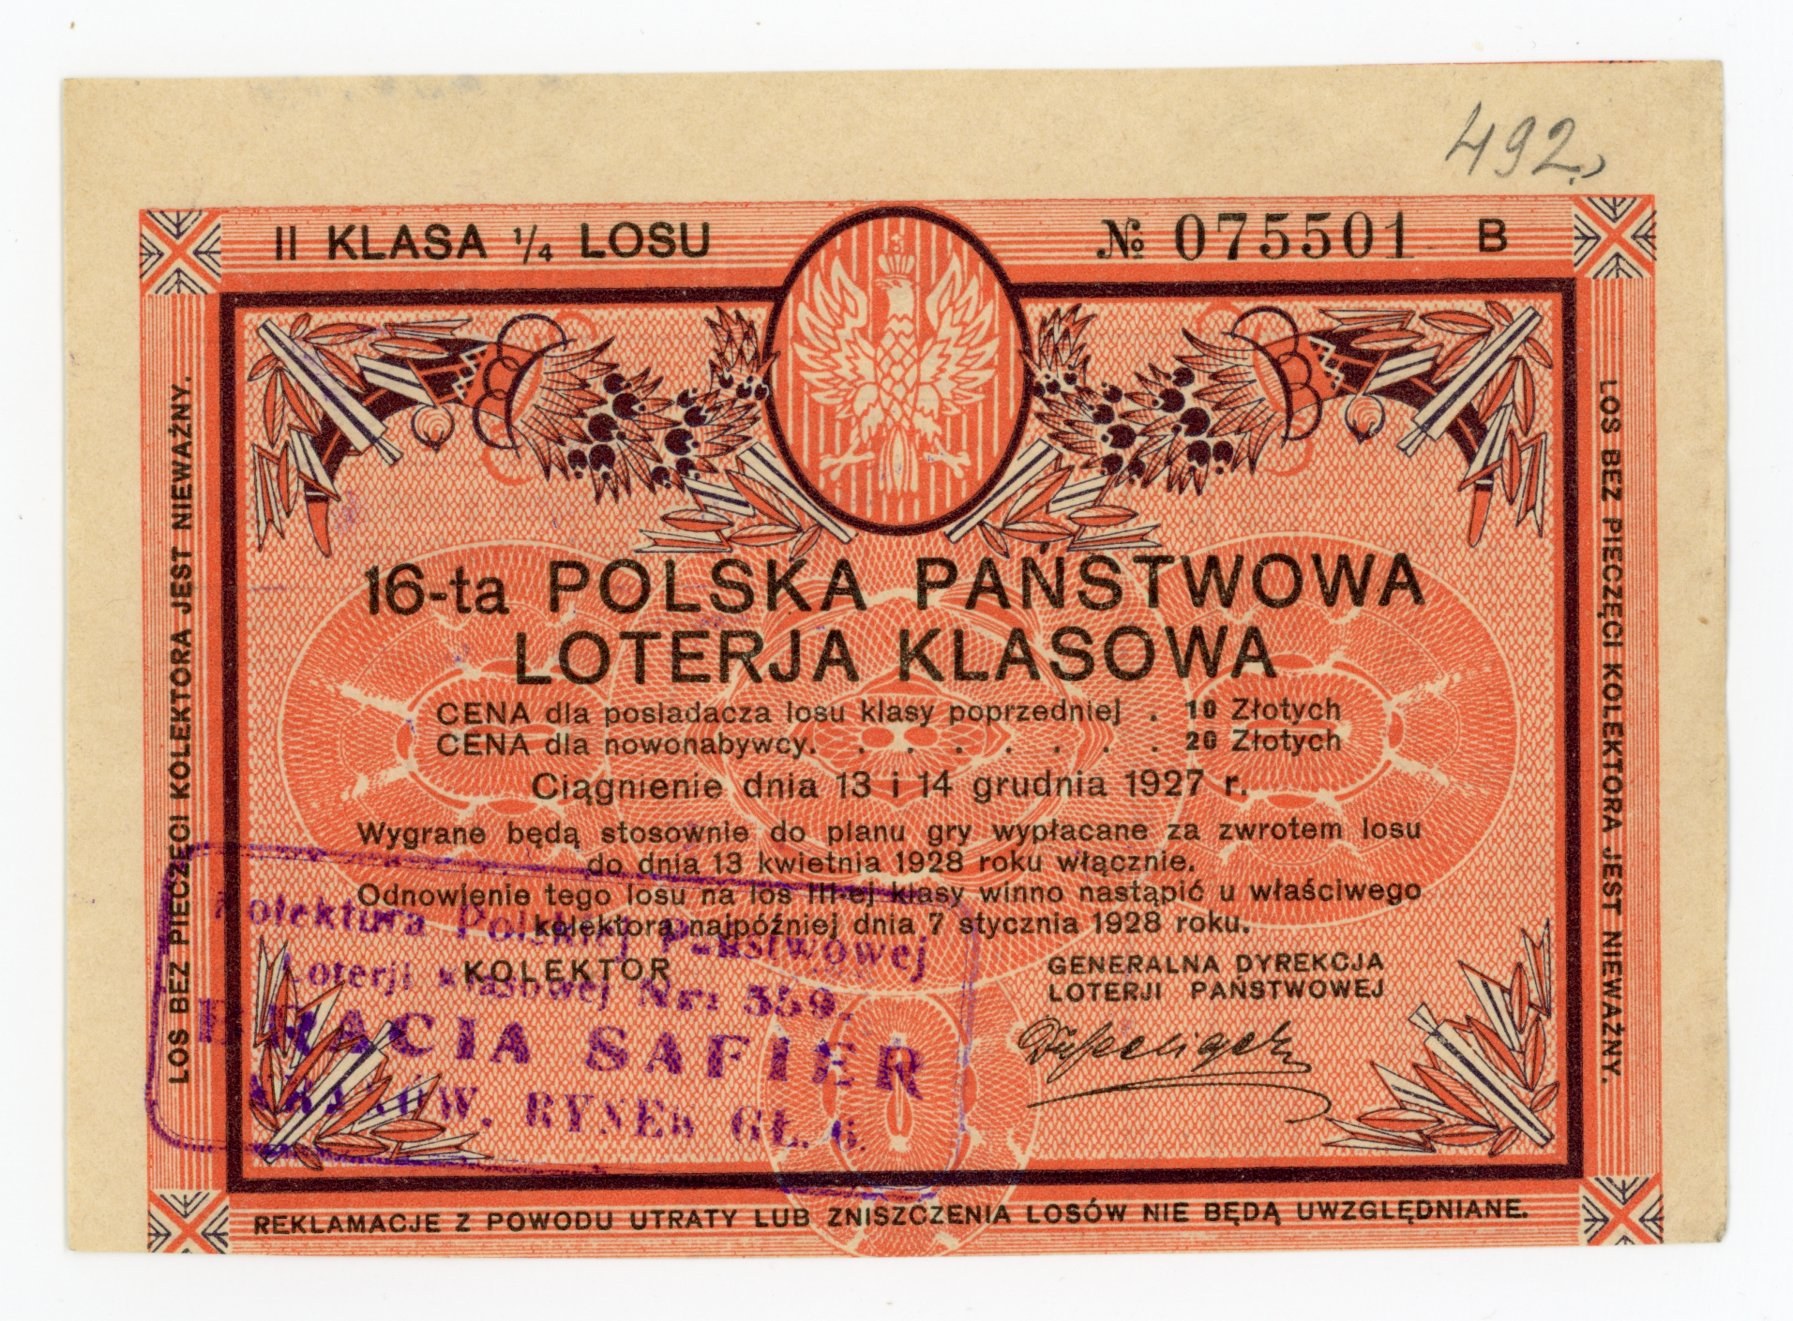 492.
II KLASA 1/4 LOSU
№ 075501 B
16-ta POLSKA PAŃSTWOWA
LOTERJA KLASOWA
CENA dla posiadacza losu klasy poprzedniej . 10 Złotych
CENA dla nowonabywcy. . . . . . . . 20 Złotych
Ciągnienie dnia 13 i 14 grudnia 1927 r.
Wygrane będą stosownie do planu gry wypłacane za zwrotem losu
do dnia 13 kwietnia 1928 roku włącznie.
Odnowienie tego losu na los III-ej klasy winno nastąpić u właściwego
kolektora najpóźniej dnia 7 stycznia 1928 roku.
KOLEKTOR
GENERALNA DYREKCJA
LOTERJI PAŃSTWOWEJ
Kolektura Polskiej Państwowej
Loterji klasowej Nr. 359.
BRACIA SAFIER
KRAKÓW, RYNEK GŁ. 6.
LOS BEZ PIECZĘCI KOLEKTORA JEST NIEWAŻNY.
LOS BEZ PIECZĘCI KOLEKTORA JEST NIEWAŻNY.
REKLAMACJE Z POWODU UTRATY LUB ZNISZCZENIA LOSÓW NIE BĘDĄ UWZGLĘDNIANE.